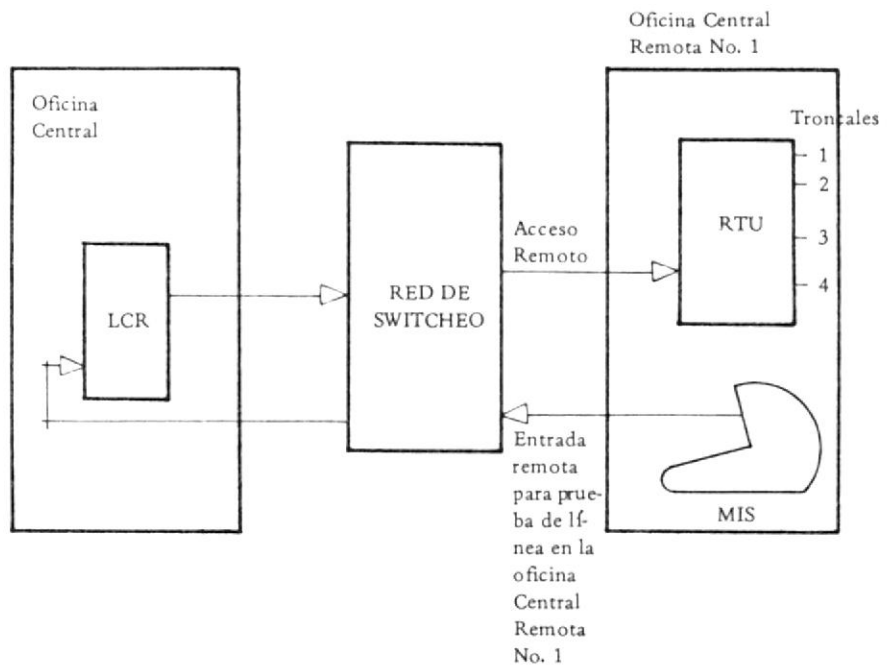 Oficina Central
Remota No. 1
Oficina
Central
Troncales
1
2
RTU
3
4
Acceso
Remoto
RED DE
SWITCHEO
LCR
Entrada
remota
para prue-
ba de lí-
nea en la
oficina
Central
Remota
No. 1
MIS